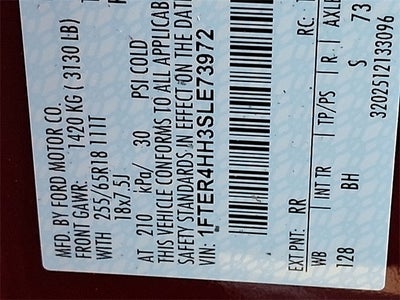 MFD. BY FORD MOTOR CO.
FRONT GAWR: 1420 KG ( 3130 LB)
WITH 255/65R18 111T
18x7.5J
AT 210 kPa/ 30 PSI COLD
THIS VEHICLE CONFORMS TO ALL APPLICAB
SAFETY STANDARDS IN EFFECT ON THE DATE
VIN: 1FTER4HH3SLE73972
EXT PNT: RR RC: 73
WB INT TR TP/PS R AXLE
128 BH S
3202512133096